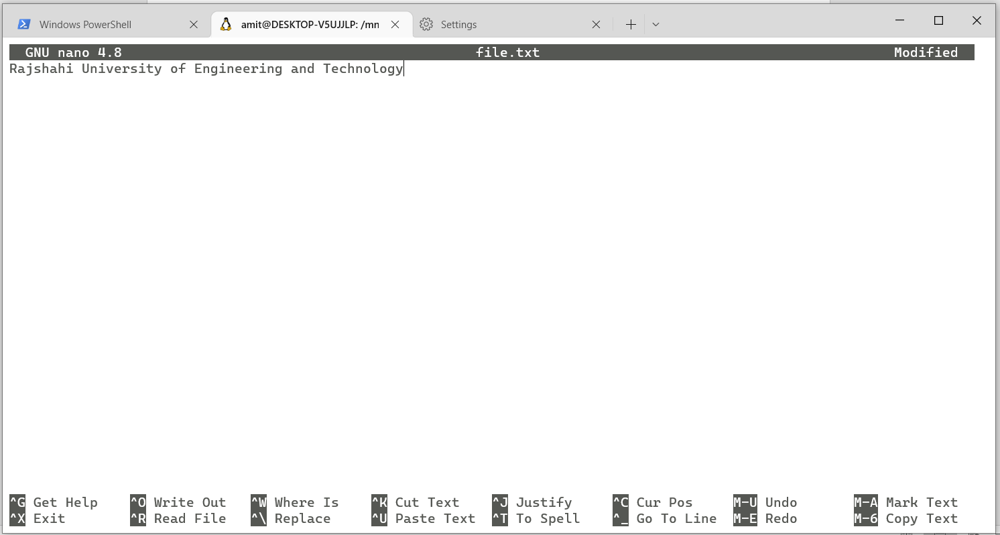 Windows PowerShell amit@DESKTOP-V5UJJLP: /mn Settings
GNU nano 4.8 file.txt Modified
Rajshahi University of Engineering and Technology
^G Get Help ^O Write Out ^W Where Is ^K Cut Text ^J Justify ^C Cur Pos M-U Undo M-A Mark Text
^X Exit ^R Read File ^\ Replace ^U Paste Text ^T To Spell ^_ Go To Line M-E Redo M-6 Copy Text